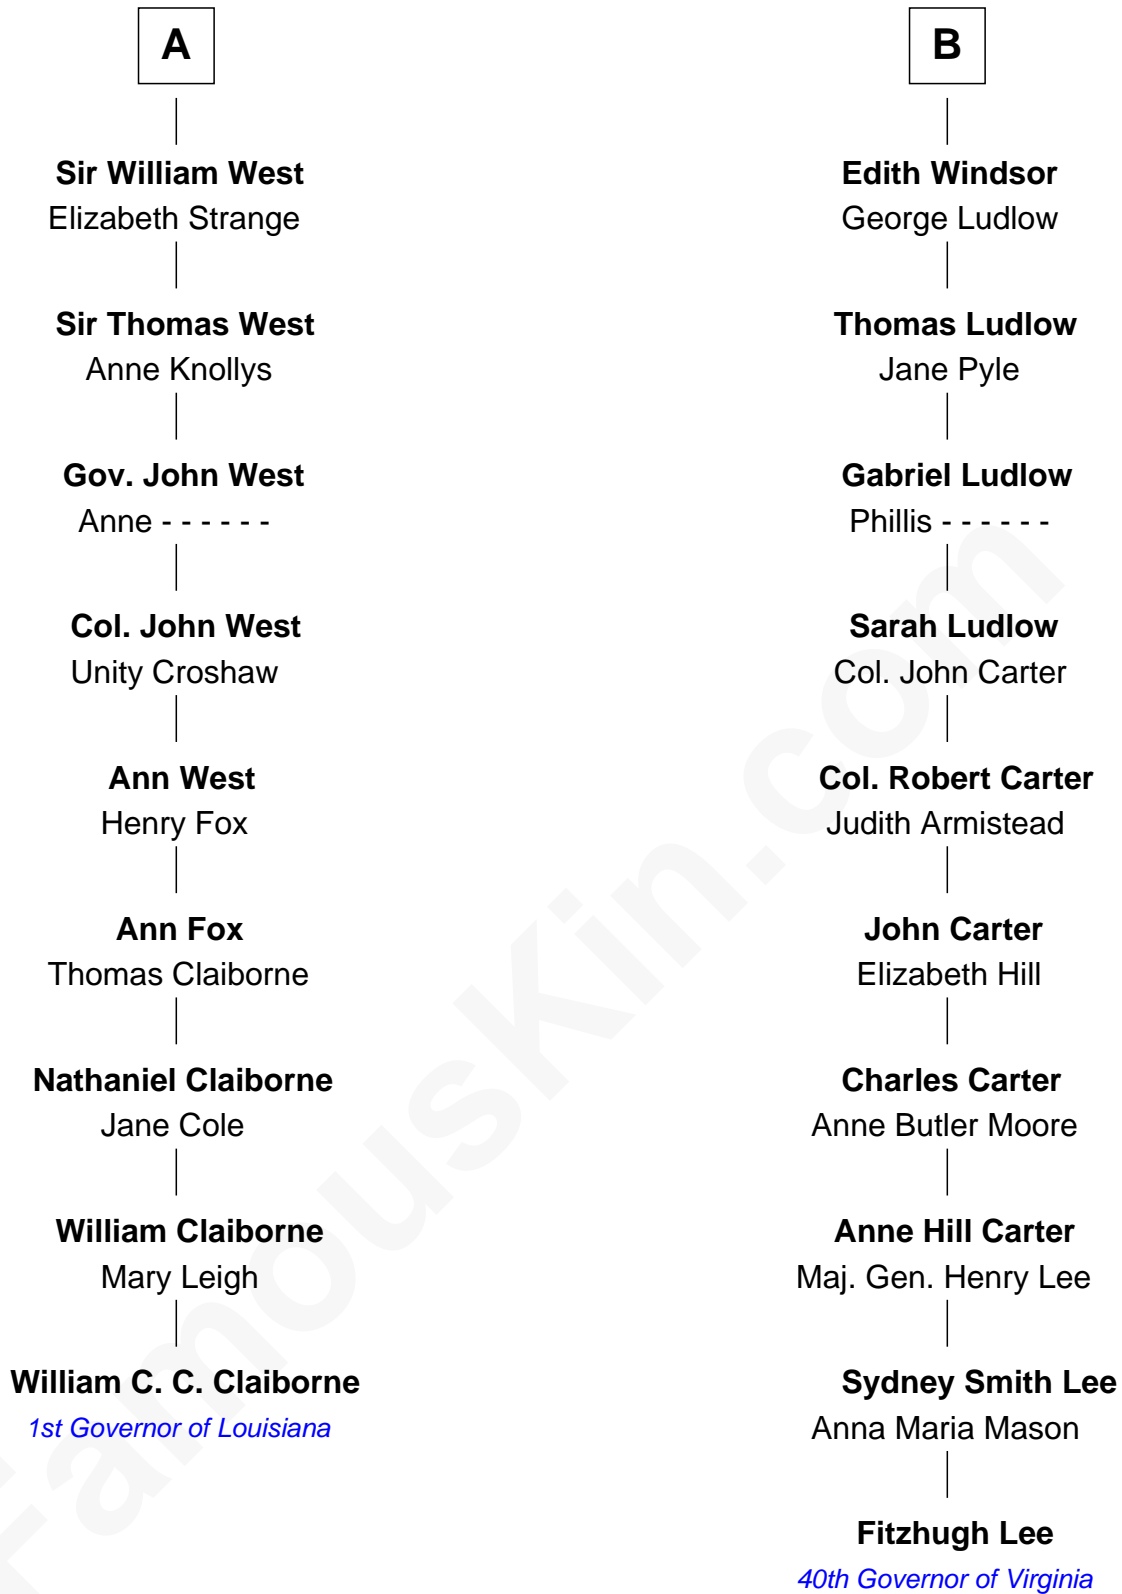 A
Sir William West
Elizabeth Strange
Sir Thomas West
Anne Knollys
Gov. John West
Anne - - - - - -
Col. John West
Unity Croshaw
Ann West
Henry Fox
Ann Fox
Thomas Claiborne
Nathaniel Claiborne
Jane Cole
William Claiborne
Mary Leigh
William C. C. Claiborne
1st Governor of Louisiana
B
Edith Windsor
George Ludlow
Thomas Ludlow
Jane Pyle
Gabriel Ludlow
Phillis - - - - - -
Sarah Ludlow
Col. John Carter
Col. Robert Carter
Judith Armistead
John Carter
Elizabeth Hill
Charles Carter
Anne Butler Moore
Anne Hill Carter
Maj. Gen. Henry Lee
Sydney Smith Lee
Anna Maria Mason
Fitzhugh Lee
40th Governor of Virginia
FamousKin.com